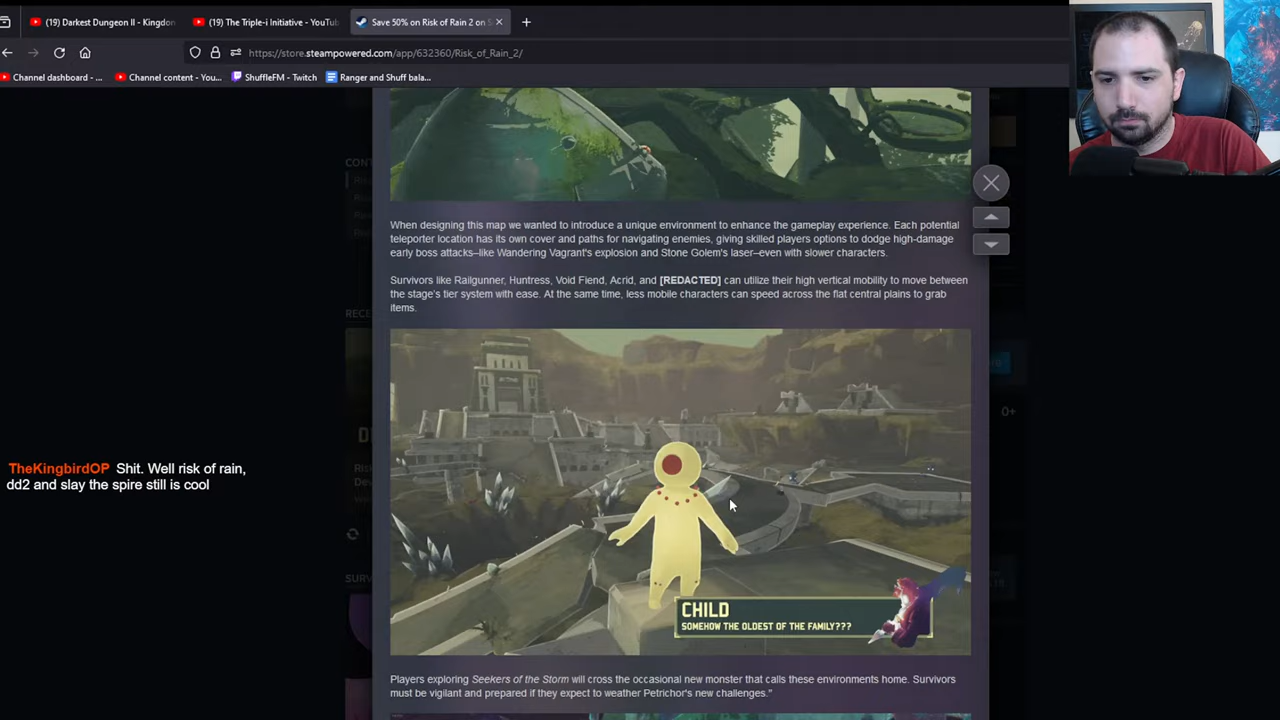 (19) Darkest Dungeon II - Kingdon
(19) The Triple-i Initiative - YouTu
Save 50% on Risk of Rain 2 on S
https://store.steampowered.com/app/632360/Risk_of_Rain_2/
Channel dashboard - ...
Channel content - You...
ShuffleFM - Twitch
Ranger and Shuff bala...
When designing this map we wanted to introduce a unique environment to enhance the gameplay experience. Each potential
teleporter location has its own cover and paths for navigating enemies, giving skilled players options to dodge high-damage
early boss attacks–like Wandering Vagrant's explosion and Stone Golem's laser–even with slower characters.
Survivors like Railgunner, Huntress, Void Fiend, Acrid, and [REDACTED] can utilize their high vertical mobility to move between
the stage's tier system with ease. At the same time, less mobile characters can speed across the flat central plains to grab
items.
TheKingbirdOP Shit. Well risk of rain,
dd2 and slay the spire still is cool
CHILD
SOMEHOW THE OLDEST OF THE FAMILY???
Players exploring Seekers of the Storm will cross the occasional new monster that calls these environments home. Survivors
must be vigilant and prepared if they expect to weather Petrichor's new challenges."